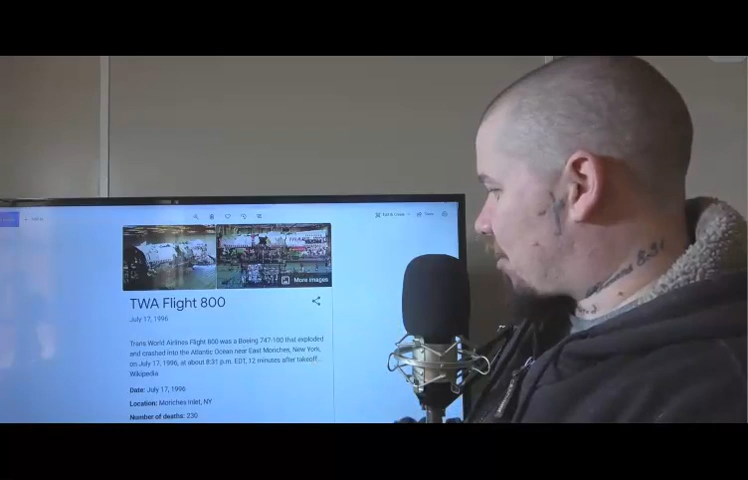 More images
TWA Flight 800
July 17, 1996
Trans World Airlines Flight 800 was a Boeing 747-100 that exploded
and crashed into the Atlantic Ocean near East Moriches, New York,
on July 17, 1996, at about 8:31 p.m. EDT, 12 minutes after takeoff...
Wikipedia
Date: July 17, 1996
Location: Moriches Inlet, NY
Number of deaths: 230
8:31